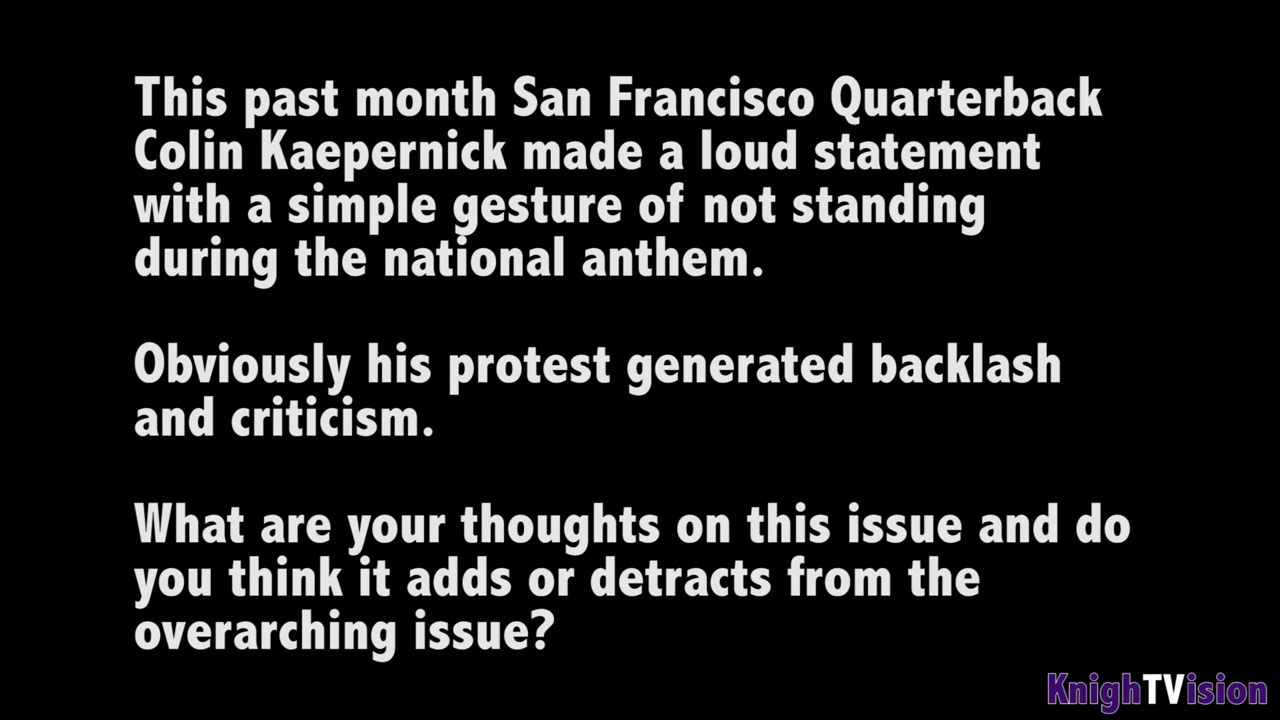 This past month San Francisco Quarterback
Colin Kaepernick made a loud statement
with a simple gesture of not standing
during the national anthem.
Obviously his protest generated backlash
and criticism.
What are your thoughts on this issue and do
you think it adds or detracts from the
overarching issue?
KnighTVision